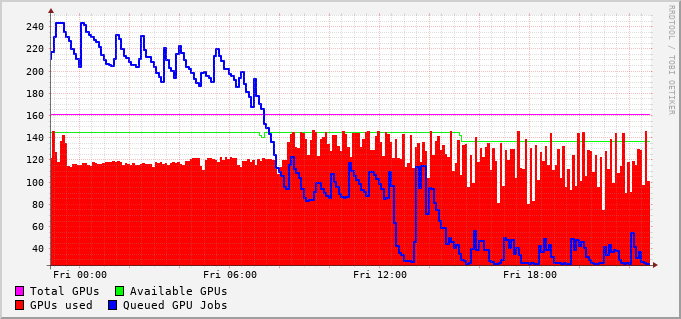 RRDTOOL / TOBI OETIKER
240
220
200
180
160
140
120
100
80
60
40
Fri 00:00 Fri 06:00 Fri 12:00 Fri 18:00
Total GPUs Available GPUs
GPUs used Queued GPU Jobs